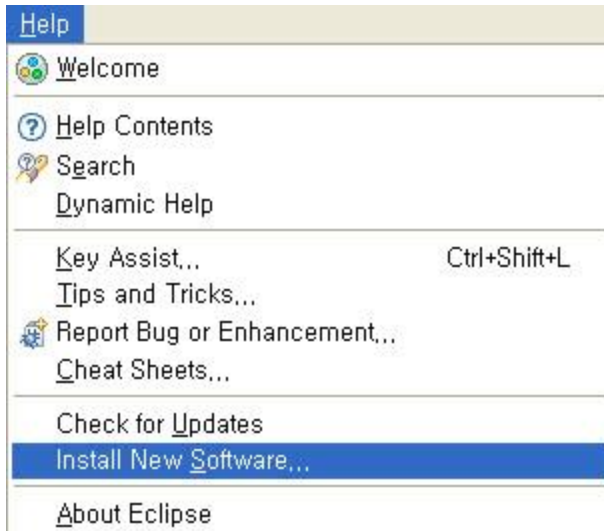 Help
Welcome
Help Contents
Search
Dynamic Help
Key Assist... Ctrl+Shift+L
Tips and Tricks...
Report Bug or Enhancement...
Cheat Sheets...
Check for Updates
Install New Software...
About Eclipse